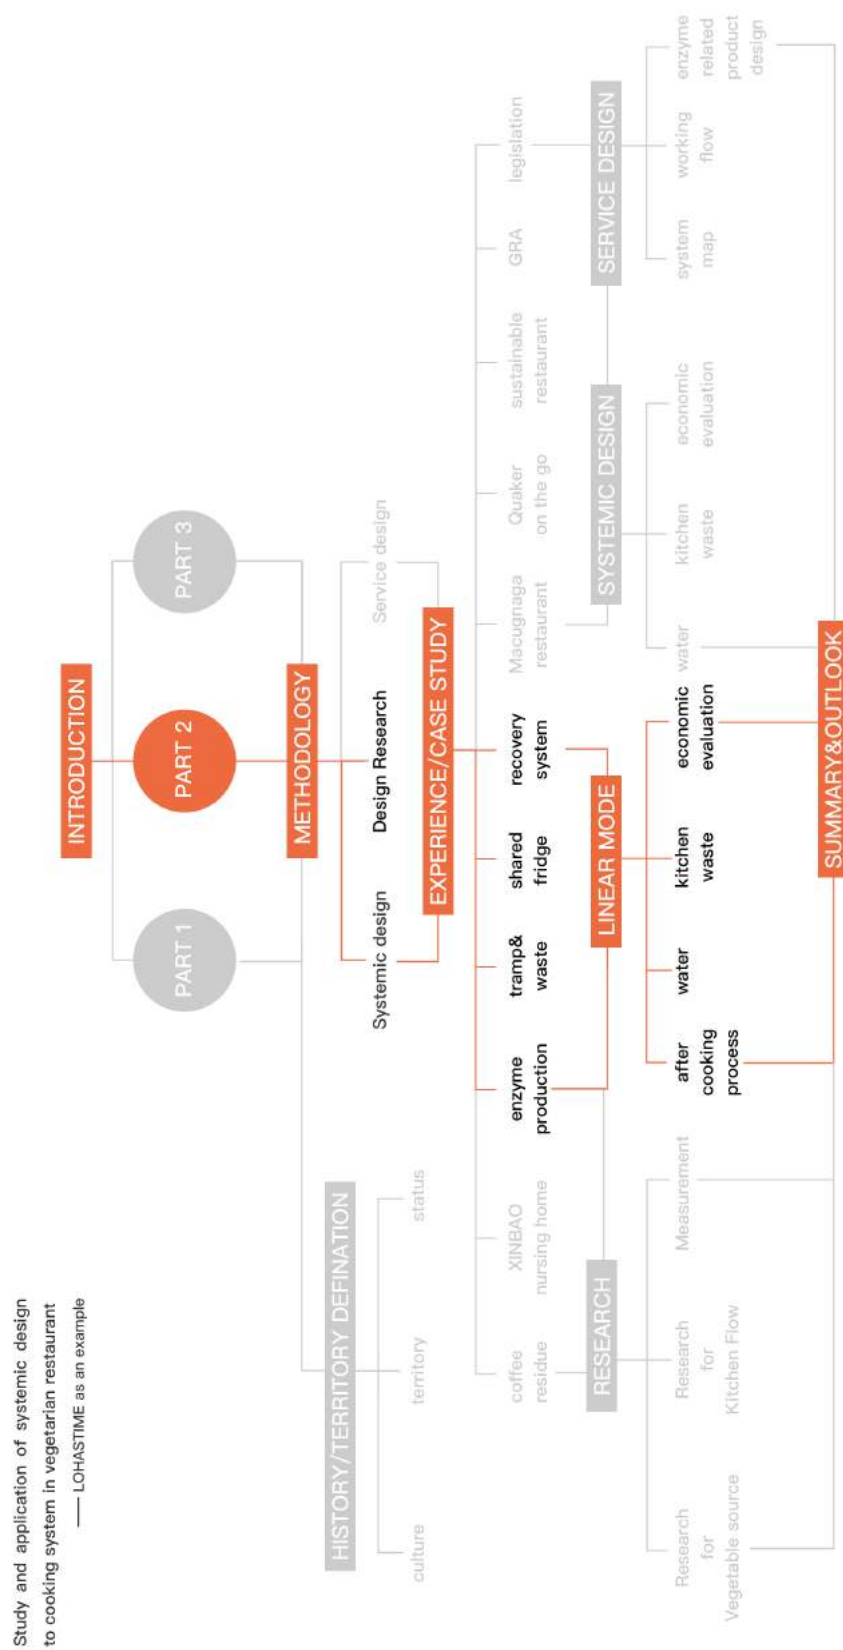 Study and application of systemic design
to cooking system in vegetarian restaurant
—— LOHASTIME as an example
INTRODUCTION
PART 1
PART 2
PART 3
METHODOLOGY
HISTORY/TERRITORY DEFINATION
culture
territory
status
Systemic design
Design Research
Service design
EXPERIENCE/CASE STUDY
coffee
residue
XINBAO
nursing home
enzyme
production
tramp&
waste
shared
fridge
recovery
system
Macugnaga
restaurant
Quaker
on the go
sustainable
restaurant
GRA
legislation
RESEARCH
LINEAR MODE
SYSTEMIC DESIGN
SERVICE DESIGN
Research
for
Vegetable source
Research
for
Kitchen Flow
Measurement
after
cooking
process
water
kitchen
waste
economic
evaluation
water
kitchen
waste
economic
evaluation
system
map
working
flow
enzyme
related
product
design
SUMMARY&OUTLOOK